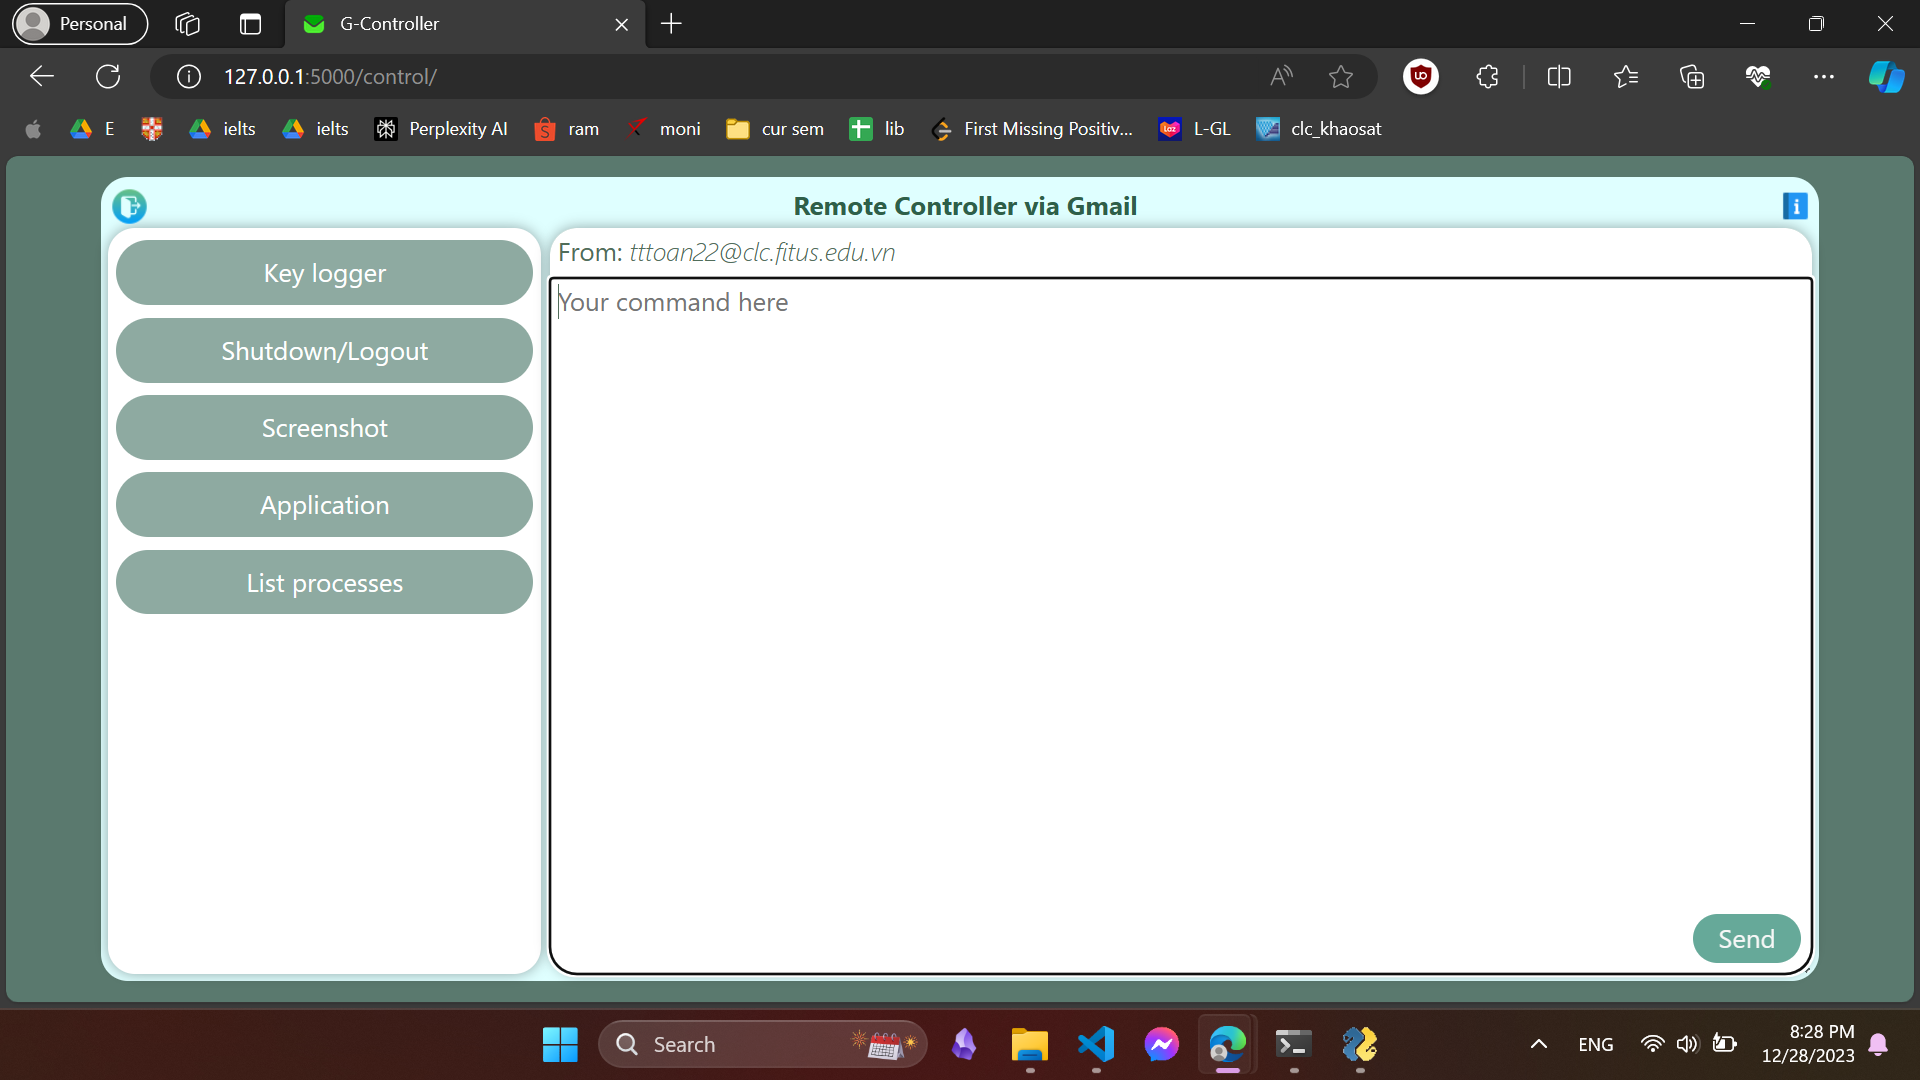 Personal
G-Controller
127.0.0.1:5000/control/
E
ielts
ielts
Perplexity AI
ram
moni
cur sem
lib
First Missing Positiv...
L-GL
clc_khaosat
Remote Controller via Gmail
Key logger
Shutdown/Logout
Screenshot
Application
List processes
From: tttoan22@clc.fitus.edu.vn
Your command here
Send
Search
ENG
8:28 PM
12/28/2023